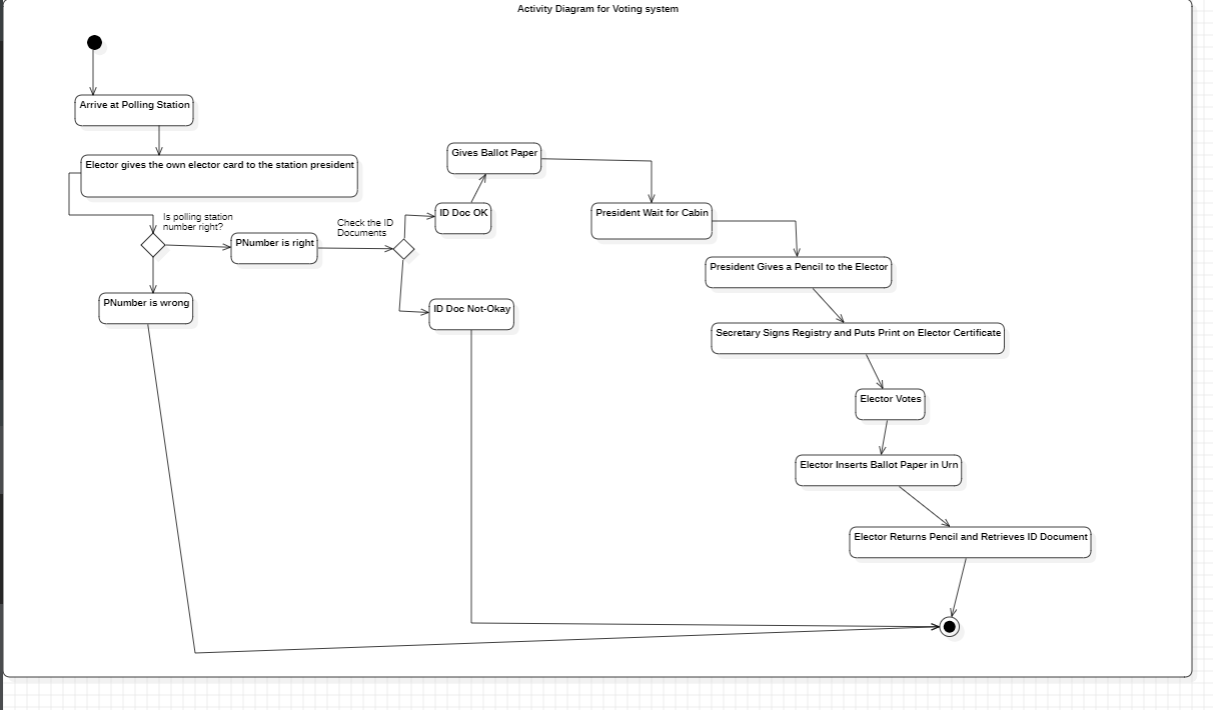 Activity Diagram for Voting system
Arrive at Polling Station
Elector gives the own elector card to the station president
Is polling station
number right?
PNumber is right
PNumber is wrong
Check the ID
Documents
ID Doc OK
ID Doc Not-Okay
Gives Ballot Paper
President Wait for Cabin
President Gives a Pencil to the Elector
Secretary Signs Registry and Puts Print on Elector Certificate
Elector Votes
Elector Inserts Ballot Paper in Urn
Elector Returns Pencil and Retrieves ID Document